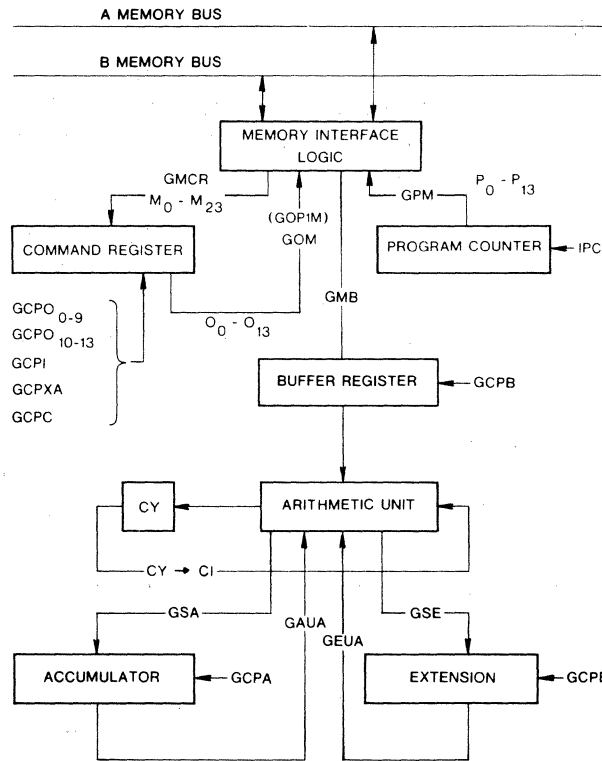 A MEMORY BUS
B MEMORY BUS
MEMORY INTERFACE
LOGIC
GMCR
M0 - M23
(GOP1M)
GOM
P0 - P13
GPM
COMMAND REGISTER
PROGRAM COUNTER
IPC
GCPO0-9
GCPO10-13
GCPI
GCPXA
GCPC
O0 - O13
GMB
BUFFER REGISTER
GCPB
CY
ARITHMETIC UNIT
CY → CI
GSA
GAUA
GEUA
GSE
ACCUMULATOR
GCPA
EXTENSION
GCPE